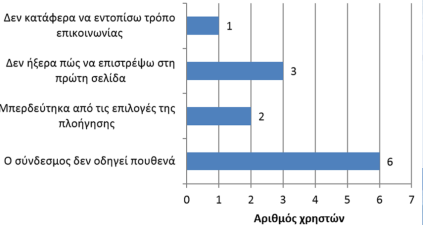 Δεν κατάφερα να εντοπίσω τρόπο
επικοινωνίας
1
Δεν ήξερα πώς να επιστρέψω στη
πρώτη σελίδα
3
Μπερδεύτηκα από τις επιλογές της
πλοήγησης
2
Ο σύνδεσμος δεν οδηγεί πουθενά
6
0 1 2 3 4 5 6 7
Αριθμός χρηστών